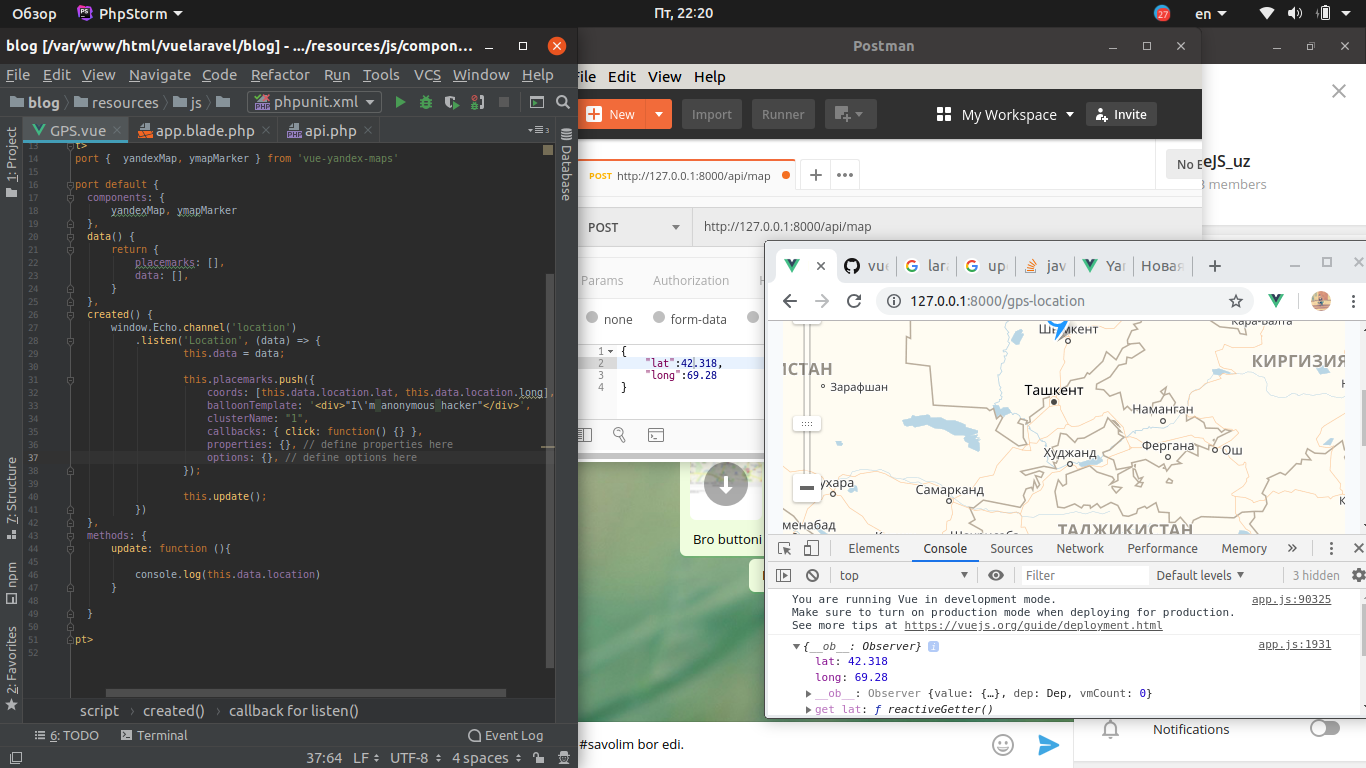 Обзор
PhpStorm
Пт, 22:20
27
en
blog [/var/www/html/vuelaravel/blog] - .../resources/js/compon...
File Edit View Navigate Code Refactor Run Tools VCS Window Help
blog
resources
js
phpunit.xml
GPS.vue
app.blade.php
api.php
3
1: Project
7: Structure
npm
2: Favorites
Database
13 t>
14 port {  yandexMap, ymapMarker } from 'vue-yandex-maps'
15
16 port default {
17 components: {
18 yandexMap, ymapMarker
19 },
20 data() {
21 return {
22 placemarks: [],
23 data: [],
24 }
25 },
26 created() {
27 window.Echo.channel('location')
28 .listen('Location', (data) => {
29 this.data = data;
30
31 this.placemarks.push({
32 coords: [this.data.location.lat, this.data.location.long],
33 balloonTemplate: '<div>"I\'m anonymous hacker"</div>',
34 clusterName: "1",
35 callbacks: { click: function() {} },
36 properties: {}, // define properties here
37 options: {}, // define options here
38 });
39
40 this.update();
41 })
42 },
43 methods: {
44 update: function (){
45
46 console.log(this.data.location)
47 }
48
49 }
50
51 pt>
52
script
created()
callback for listen()
6: TODO
Terminal
Event Log
37:64 LF UTF-8 4 spaces
Postman
File Edit View Help
New
Import
Runner
My Workspace
Invite
POST http://127.0.0.1:8000/api/map
No E
POST
http://127.0.0.1:8000/api/map
Params
Authorization
H
none
form-data
1 {
2 "lat":42.318,
3 "long":69.28
4 }
eJS_uz
members
Bro buttoni
#savolim bor edi.
Notifications
vue
lar
up
jav
Ya
Новая
127.0.0.1:8000/gps-location
Шымкент
Кара-Балта
ИСТАН
КИРГИЗИЯ
Зарафшан
Ташкент
Наманган
Фергана
Ош
Худжанд
ухара
Самарканд
менабад
ТАДЖИКИСТАН
Elements Console Sources Network Performance Memory
top
Filter
Default levels
3 hidden
You are running Vue in development mode. app.js:90325
Make sure to turn on production mode when deploying for production.
See more tips at https://vuejs.org/guide/deployment.html
{__ob__: Observer} app.js:1931
lat: 42.318
long: 69.28
__ob__: Observer {value: {…}, dep: Dep, vmCount: 0}
get lat: ƒ reactiveGetter()